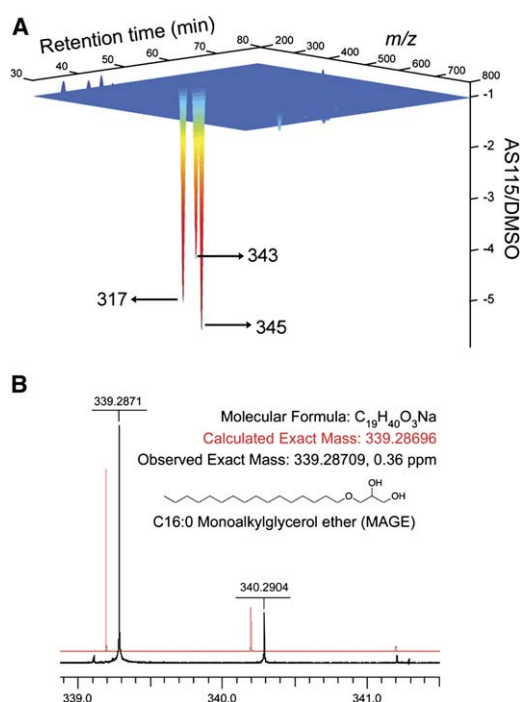 A
Retention time (min)
m/z
30 40 50 60 70 80 200 300 400 500 600 700 800
-1
-2
-3
-4
-5
AS115/DMSO
343
317
345
B
339.2871
Molecular Formula: C19H40O3Na
Calculated Exact Mass: 339.28696
Observed Exact Mass: 339.28709, 0.36 ppm
OH
O OH
C16:0 Monoalkylglycerol ether (MAGE)
340.2904
339.0 340.0 341.0